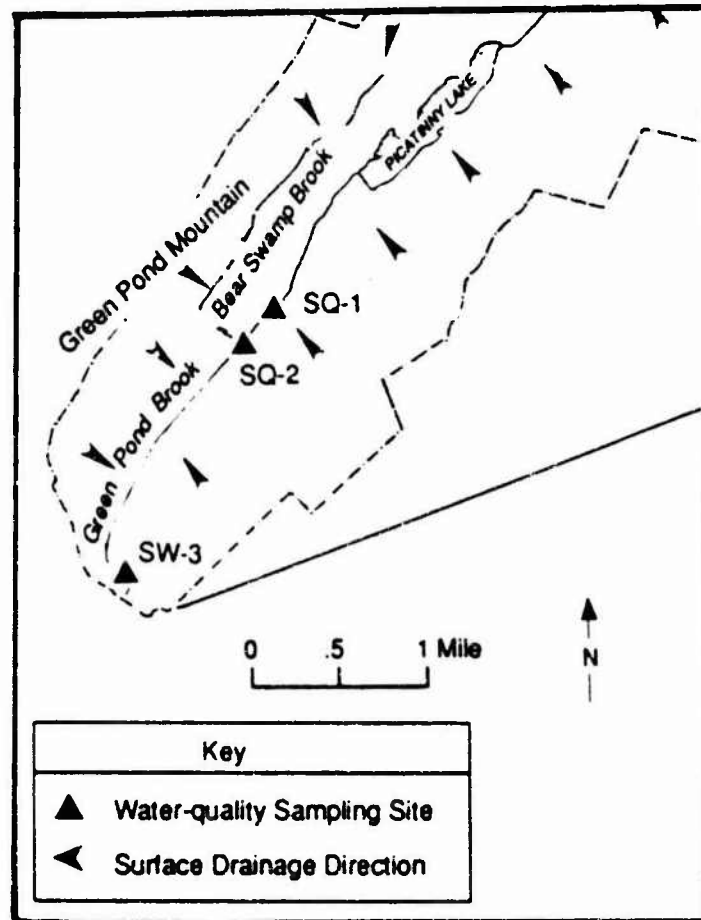 PICATINNY LAKE
Green Pond Mountain
Bear Swamp Brook
SQ-1
SQ-2
Green Pond Brook
SW-3
0 .5 1 Mile
N
Key
Water-quality Sampling Site
Surface Drainage Direction